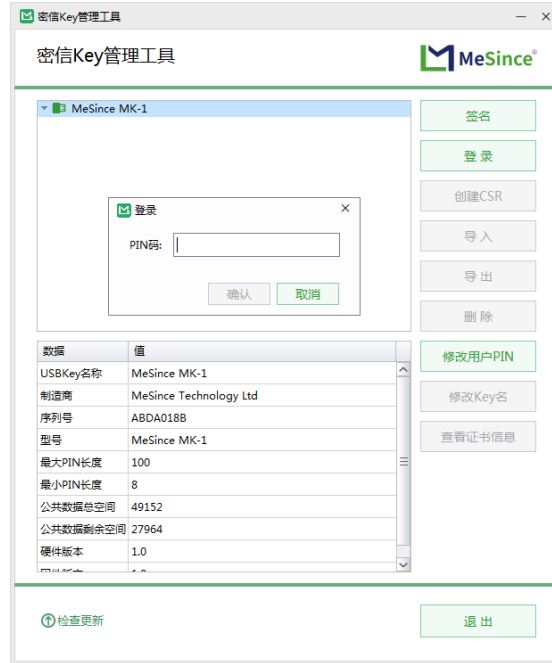 密信Key管理工具
密信Key管理工具
MeSince®
MeSince MK-1
登录
PIN码:
确认
取消
签名
登 录
创建CSR
导 入
导 出
删 除
修改用户PIN
修改Key名
查看证书信息
数据 值
USBKey名称 MeSince MK-1
制造商 MeSince Technology Ltd
序列号 ABDA018B
型号 MeSince MK-1
最大PIN长度 100
最小PIN长度 8
公共数据总空间 49152
公共数据剩余空间 27964
硬件版本 1.0
检查更新
退 出